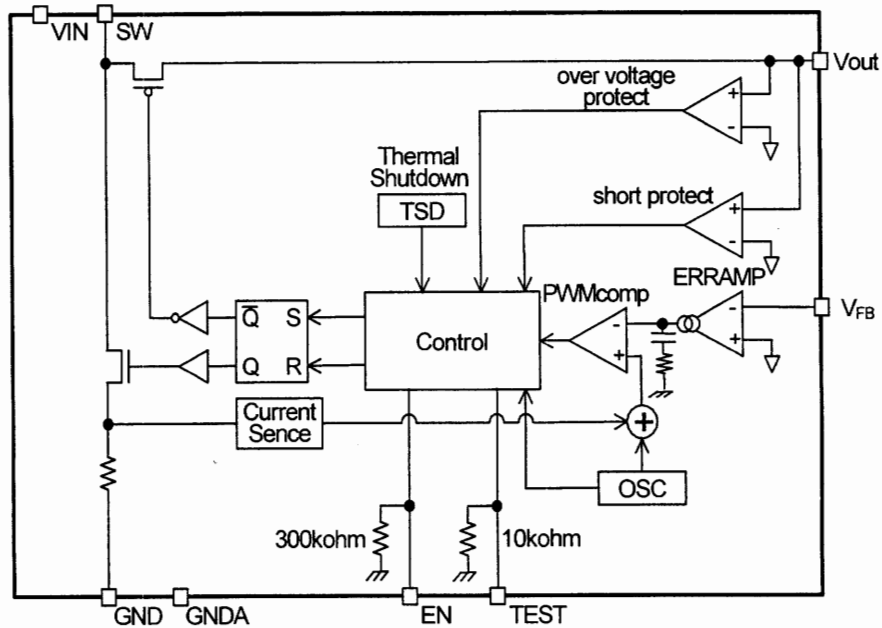 VIN
SW
Vout
over voltage
protect
+
-
Thermal
Shutdown
TSD
short protect
+
-
ERRAMP
PWMcomp
VFB
-
+
-
+
Q̅ S
Q R
Control
Current
Sence
+
OSC
300kohm
10kohm
GND
GNDA
EN
TEST